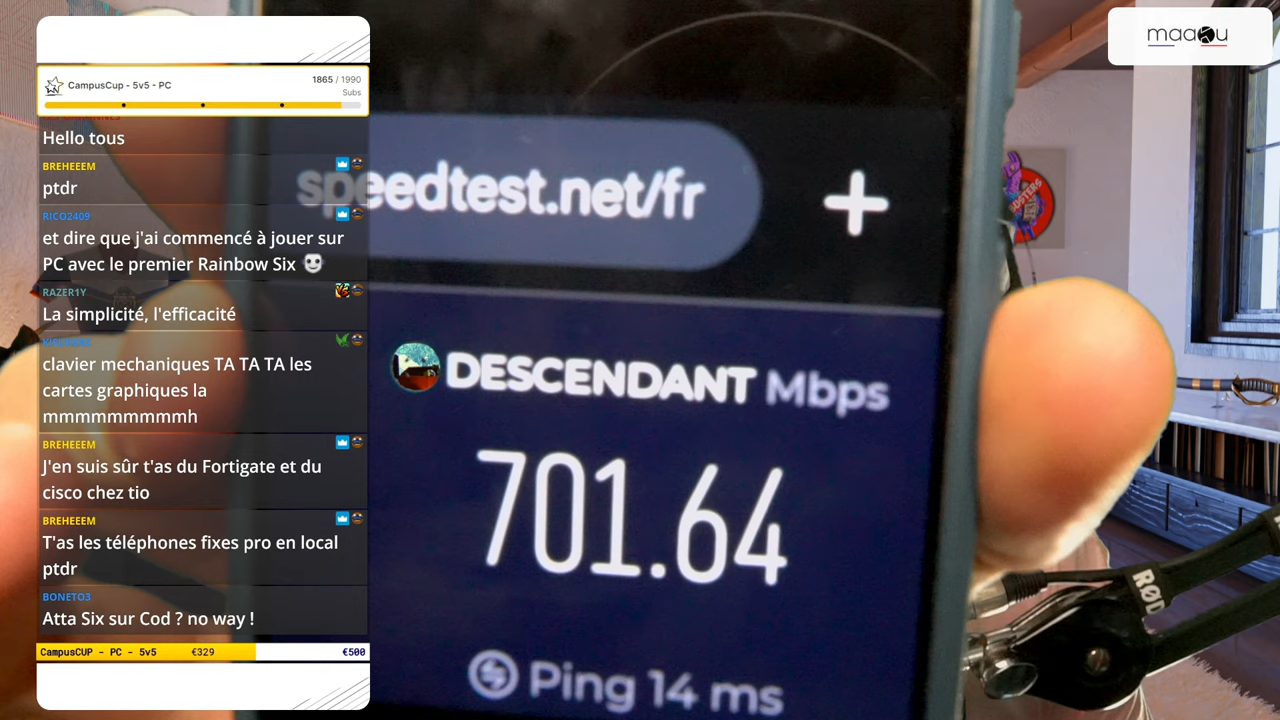 maaku
CampusCup - 5v5 - PC
1865 / 1990
Subs
Hello tous
BREHEEEM
ptdr
RICO2409
et dire que j'ai commencé à jouer sur
PC avec le premier Rainbow Six
RAZER1Y
La simplicité, l'efficacité
clavier mechaniques TA TA TA les
cartes graphiques la
mmmmmmmmmh
BREHEEEM
J'en suis sûr t'as du Fortigate et du
cisco chez tio
BREHEEEM
T'as les téléphones fixes pro en local
ptdr
BONETO3
Atta Six sur Cod ? no way !
CampusCUP - PC - 5v5 €329 €500
speedtest.net/fr +
DESCENDANT Mbps
701.64
Ping 14 ms
BUSTERS
RØD